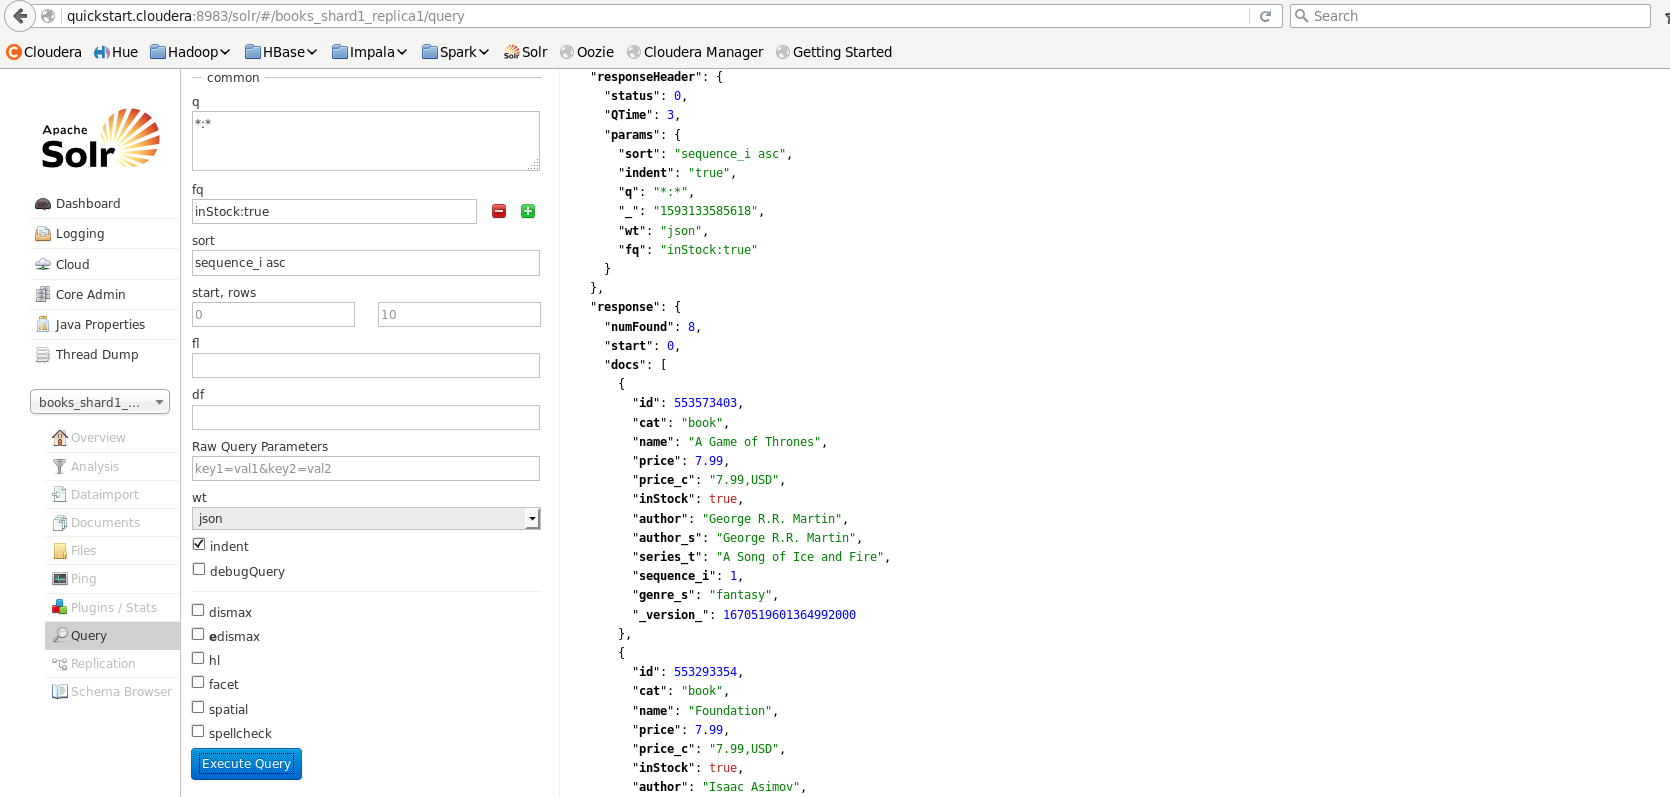 quickstart.cloudera:8983/solr/#/books_shard1_replica1/query
Search
Cloudera Hue Hadoop HBase Impala Spark Solr Oozie Cloudera Manager Getting Started
Apache
Solr
Dashboard
Logging
Cloud
Core Admin
Java Properties
Thread Dump
books_shard1_...
Overview
Analysis
Dataimport
Documents
Files
Ping
Plugins / Stats
Query
Replication
Schema Browser
common
q
*:*
fq
inStock:true
sort
sequence_i asc
start, rows
0 10
fl
df
Raw Query Parameters
key1=val1&key2=val2
wt
json
indent
debugQuery
dismax
edismax
hl
facet
spatial
spellcheck
Execute Query
"responseHeader": {
"status": 0,
"QTime": 3,
"params": {
"sort": "sequence_i asc",
"indent": "true",
"q": "*:*",
"_": "1593133585618",
"wt": "json",
"fq": "inStock:true"
}
},
"response": {
"numFound": 8,
"start": 0,
"docs": [
{
"id": 553573403,
"cat": "book",
"name": "A Game of Thrones",
"price": 7.99,
"price_c": "7.99,USD",
"inStock": true,
"author": "George R.R. Martin",
"author_s": "George R.R. Martin",
"series_t": "A Song of Ice and Fire",
"sequence_i": 1,
"genre_s": "fantasy",
"_version_": 1670519601364992000
},
{
"id": 553293354,
"cat": "book",
"name": "Foundation",
"price": 7.99,
"price_c": "7.99,USD",
"inStock": true,
"author": "Isaac Asimov",